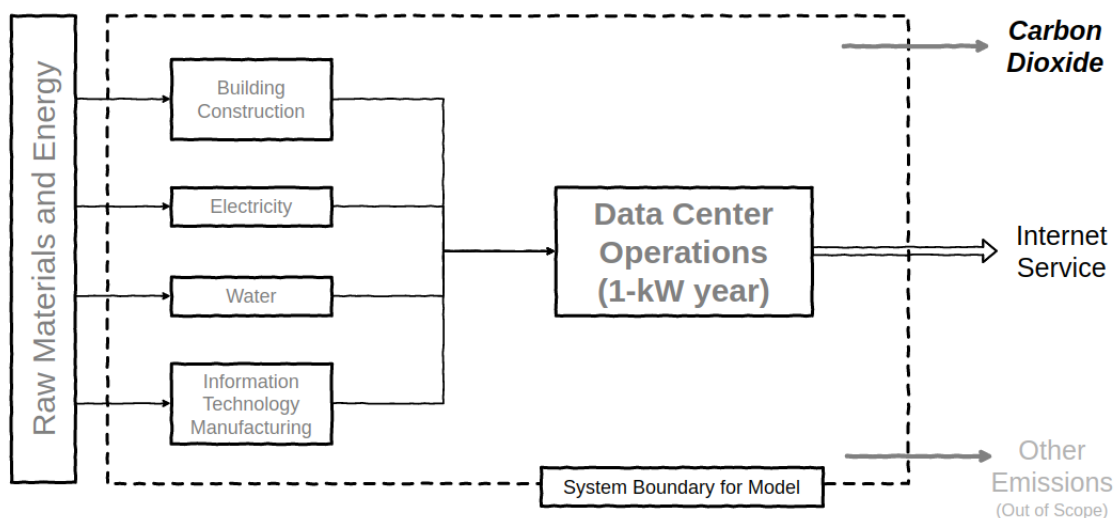 Raw Materials and Energy
Building
Construction
Electricity
Water
Information
Technology
Manufacturing
Data Center
Operations
(1-kW year)
Carbon
Dioxide
Internet
Service
Other
Emissions
(Out of Scope)
System Boundary for Model